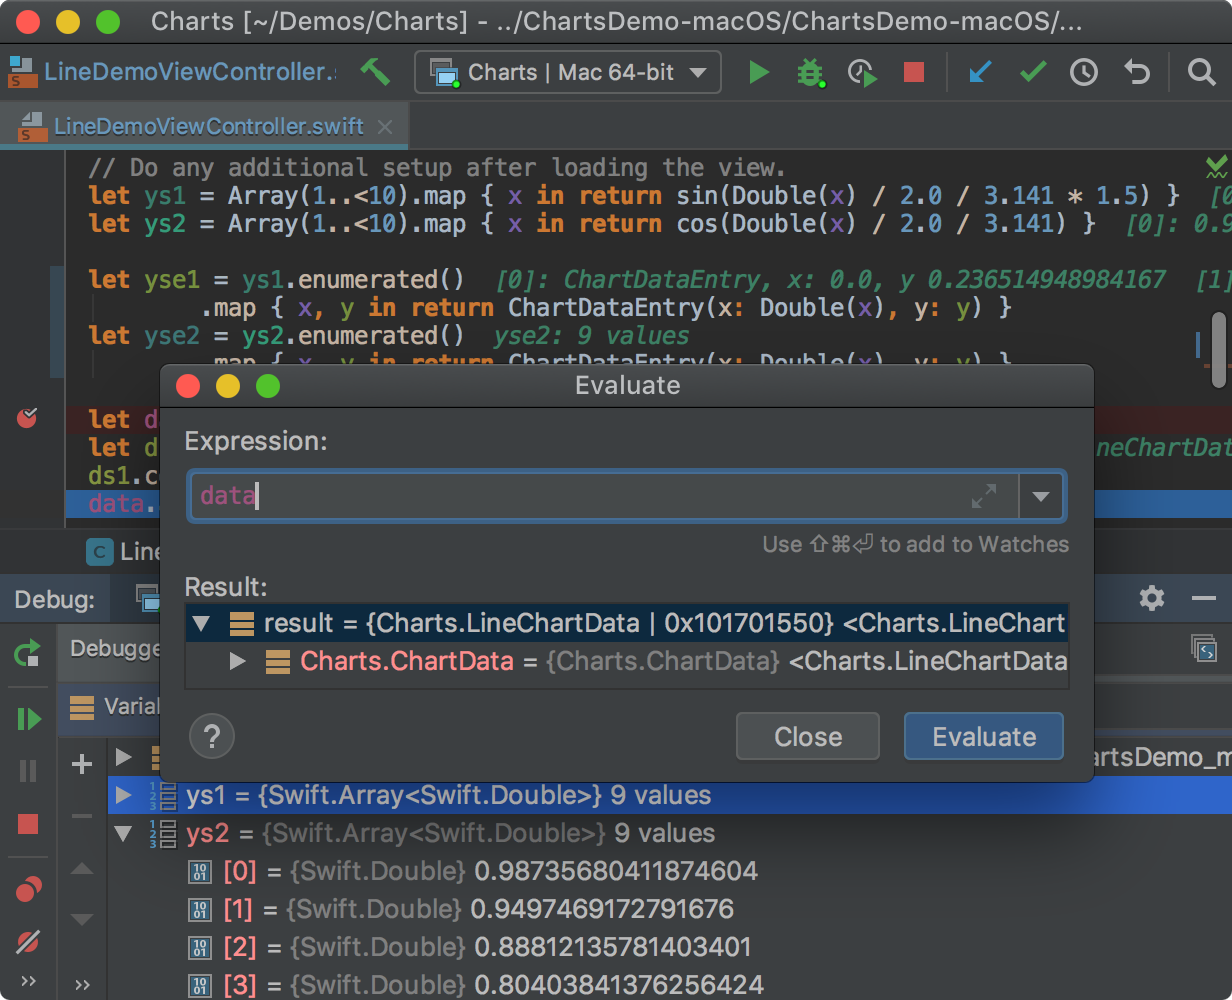 Charts [~/Demos/Charts] - ../ChartsDemo-macOS/ChartsDemo-macOS/...
LineDemoViewController.
Charts | Mac 64-bit
LineDemoViewController.swift
// Do any additional setup after loading the view.
let ys1 = Array(1..<10).map { x in return sin(Double(x) / 2.0 / 3.141 * 1.5) } [0
let ys2 = Array(1..<10).map { x in return cos(Double(x) / 2.0 / 3.141) } [0]: 0.9
let yse1 = ys1.enumerated() [0]: ChartDataEntry, x: 0.0, y 0.236514948984167 [1]
.map { x, y in return ChartDataEntry(x: Double(x), y: y) }
let yse2 = ys2.enumerated() yse2: 9 values
.map { x, y in return ChartDataEntry(x: Double(x), y: y) }
let d
let d
neChartDat
ds1.c
data.
Evaluate
Expression:
data
Use ⇧⌘⏎ to add to Watches
Result:
result = {Charts.LineChartData | 0x101701550} <Charts.LineChart
Charts.ChartData = {Charts.ChartData} <Charts.LineChartData
?
Close
Evaluate
C Line
Debug:
Debugge
Varial
artsDemo_m
ys1 = {Swift.Array<Swift.Double>} 9 values
ys2 = {Swift.Array<Swift.Double>} 9 values
[0] = {Swift.Double} 0.98735680411874604
[1] = {Swift.Double} 0.9497469172791676
[2] = {Swift.Double} 0.88812135781403401
[3] = {Swift.Double} 0.80403841376256424